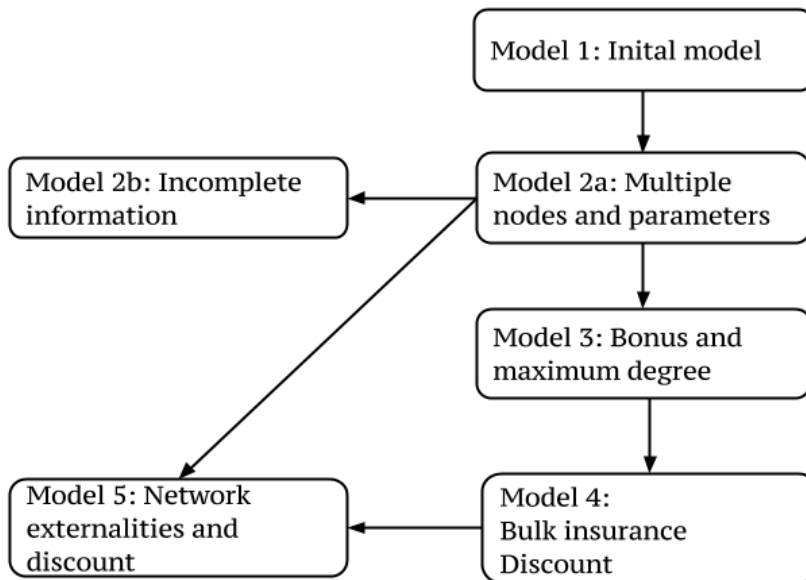 Model 1: Inital model
Model 2b: Incomplete
information
Model 2a: Multiple
nodes and parameters
Model 3: Bonus and
maximum degree
Model 5: Network
externalities and
discount
Model 4:
Bulk insurance
Discount